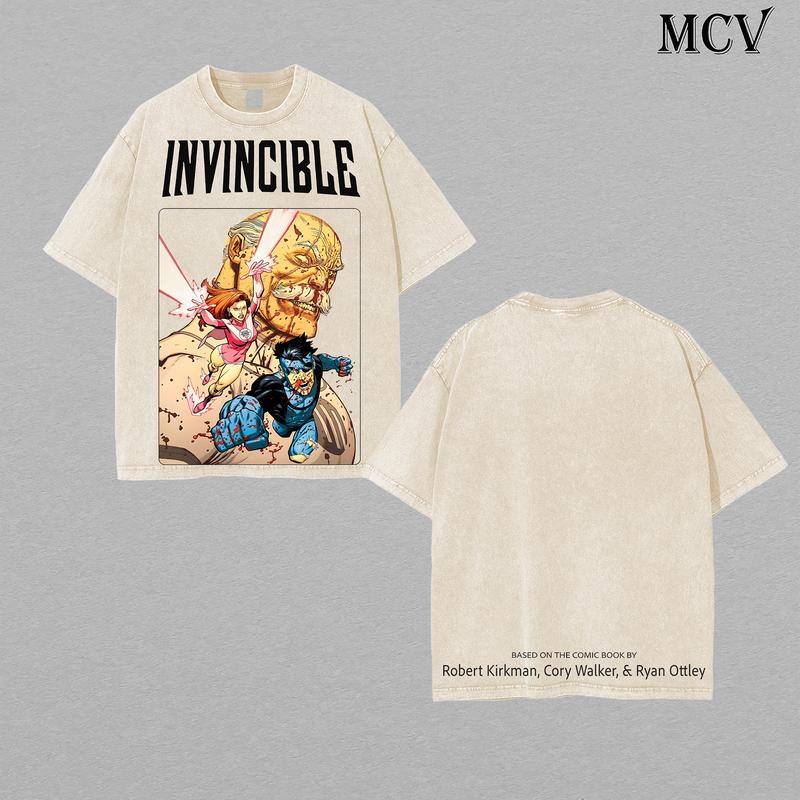 MCV
INVINCIBLE
BASED ON THE COMIC BOOK BY
Robert Kirkman, Cory Walker, & Ryan Ottley